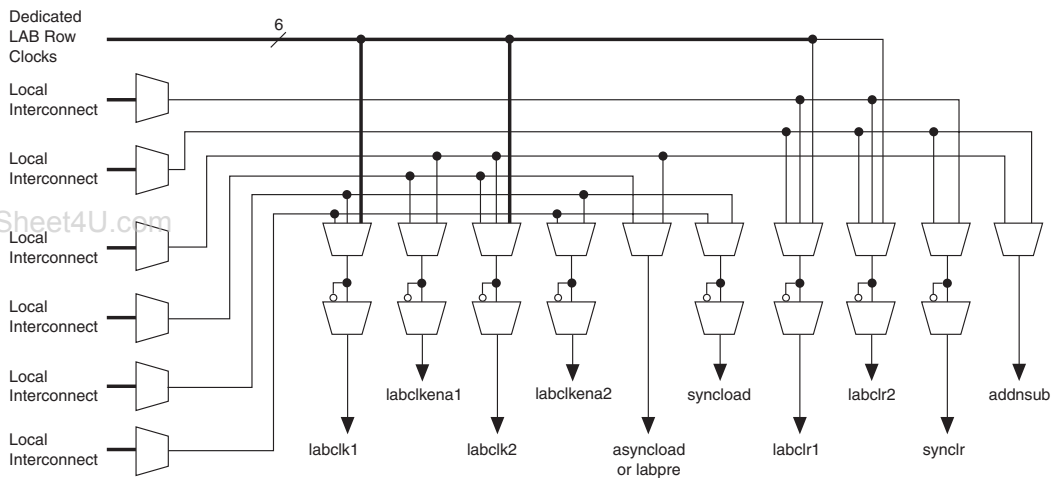 Dedicated
LAB Row
Clocks
6
Local
Interconnect
Local
Interconnect
Local
Interconnect
Sheet4U.com
Local
Interconnect
Local
Interconnect
Local
Interconnect
labclkena1
labclkena2
syncload
labclr2
addnsub
labclk1
labclk2
asyncload
or labpre
labclr1
synclr